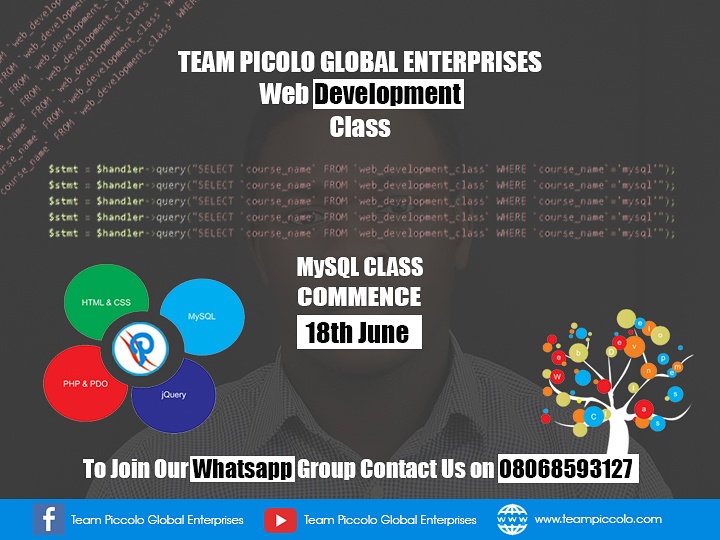 TEAM PICOLO GLOBAL ENTERPRISES
Web Development
Class
$stmt = $handler->query("SELECT `course_name` FROM `web_development_class` WHERE `course_name`='mysql'");
$stmt = $handler->query("SELECT `course_name` FROM `web_development_class` WHERE `course_name`='mysql'");
$stmt = $handler->query("SELECT `course_name` FROM `web_development_class` WHERE `course_name`='mysql'");
$stmt = $handler->query("SELECT `course_name` FROM `web_development_class` WHERE `course_name`='mysql'");
$stmt = $handler->query("SELECT `course_name` FROM `web_development_class` WHERE `course_name`='mysql'");
MySQL CLASS
COMMENCE
18th June
HTML & CSS
MySQL
PHP & PDO
jQuery
To Join Our Whatsapp Group Contact Us on 08068593127
Team Piccolo Global Enterprises
Team Piccolo Global Enterprises
www
www.teampiccolo.com